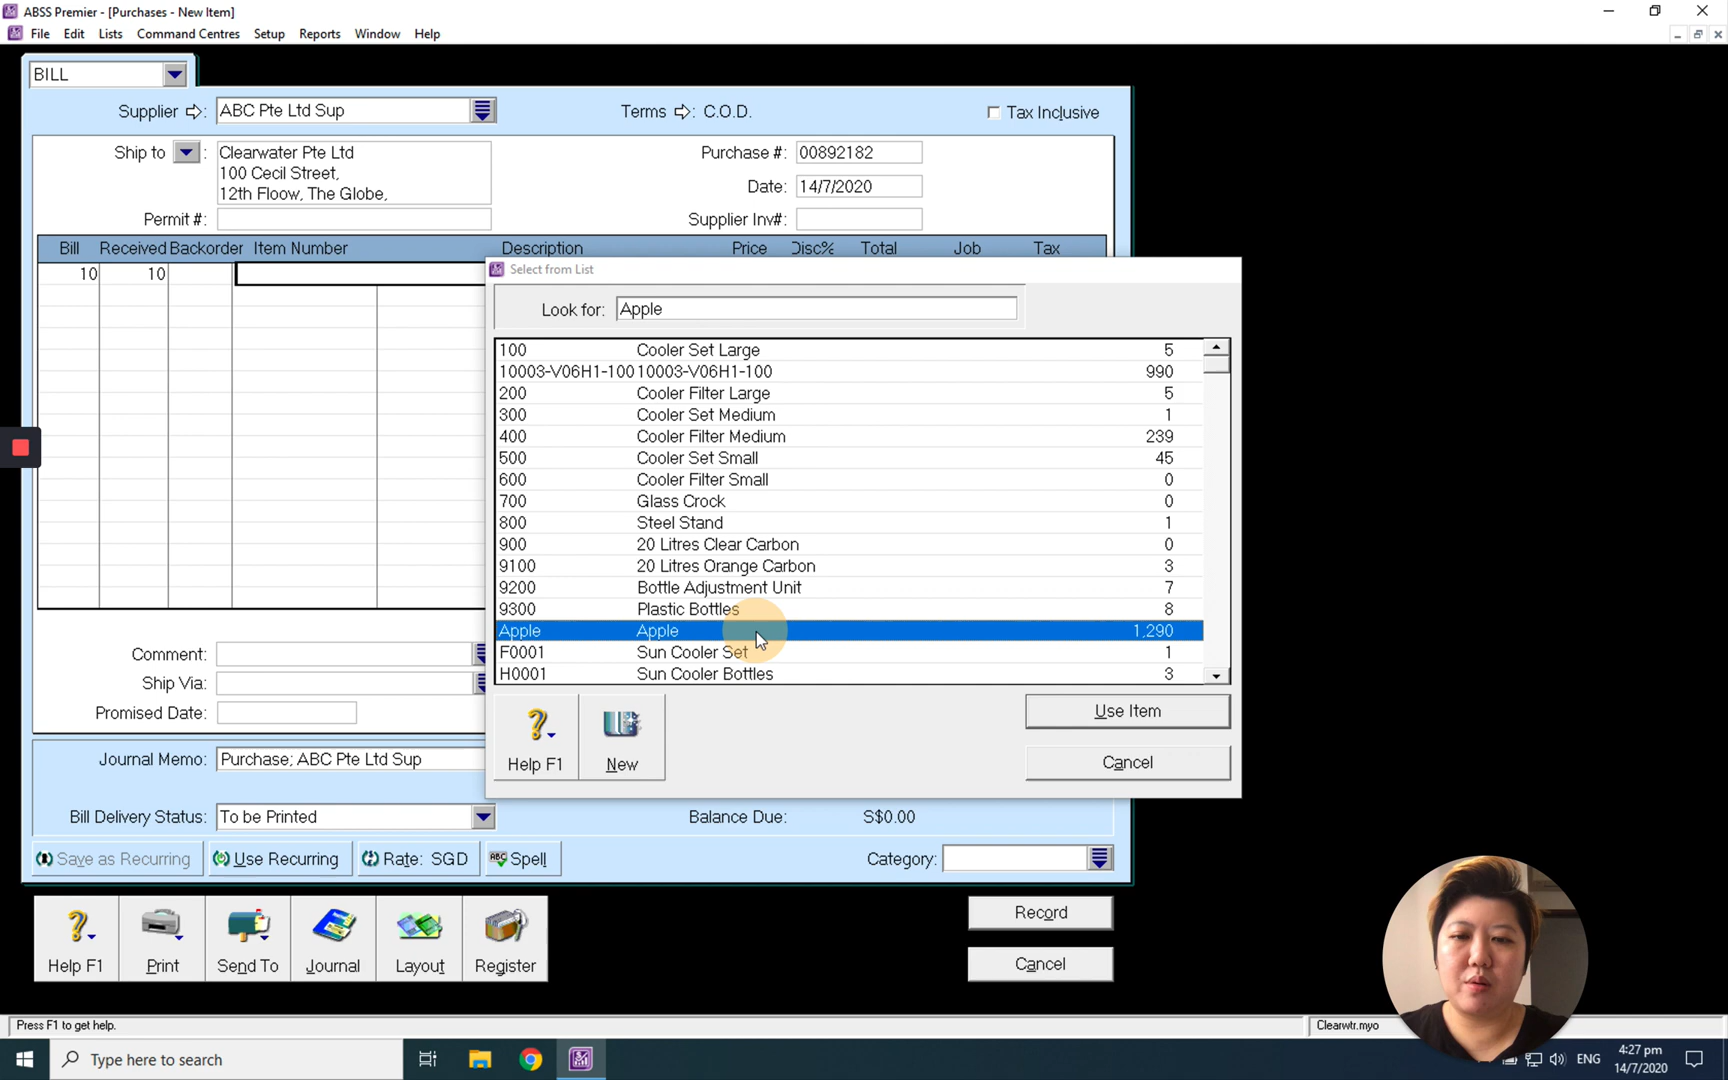 ABSS Premier - [Purchases - New Item]
File Edit Lists Command Centres Setup Reports Window Help
BILL
Supplier : ABC Pte Ltd Sup Terms : C.O.D. Tax Inclusive
Ship to : Clearwater Pte Ltd Purchase #: 00892182
100 Cecil Street,
12th Floow, The Globe, Date: 14/7/2020
Permit #: Supplier Inv#:
Bill Received Backorder Item Number Description Price Disc% Total Job Tax
10 10
Select from List
Look for: Apple
100 Cooler Set Large 5
10003-V06H1-100 10003-V06H1-100 990
200 Cooler Filter Large 5
300 Cooler Set Medium 1
400 Cooler Filter Medium 239
500 Cooler Set Small 45
600 Cooler Filter Small 0
700 Glass Crock 0
800 Steel Stand 1
900 20 Litres Clear Carbon 0
9100 20 Litres Orange Carbon 3
9200 Bottle Adjustment Unit 7
9300 Plastic Bottles 8
Apple Apple 1,290
F0001 Sun Cooler Set 1
H0001 Sun Cooler Bottles 3
Use Item
Help F1 New Cancel
Comment:
Ship Via:
Promised Date:
Journal Memo: Purchase; ABC Pte Ltd Sup
Bill Delivery Status: To be Printed Balance Due: S$0.00
Save as Recurring Use Recurring Rate: SGD ABC Spell Category:
Record
Help F1 Print Send To Journal Layout Register Cancel
Press F1 to get help. Clearwtr.myo
Type here to search ENG 4:27 pm
14/7/2020